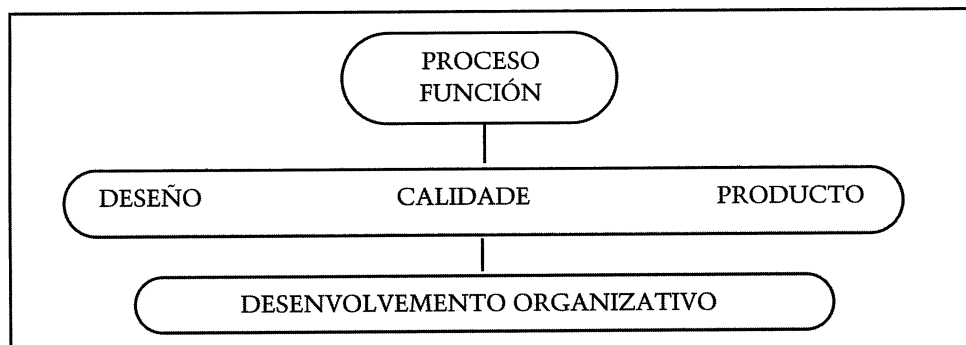 PROCESO
FUNCIÓN
DESEÑO CALIDADE PRODUCTO
DESENVOLVEMENTO ORGANIZATIVO